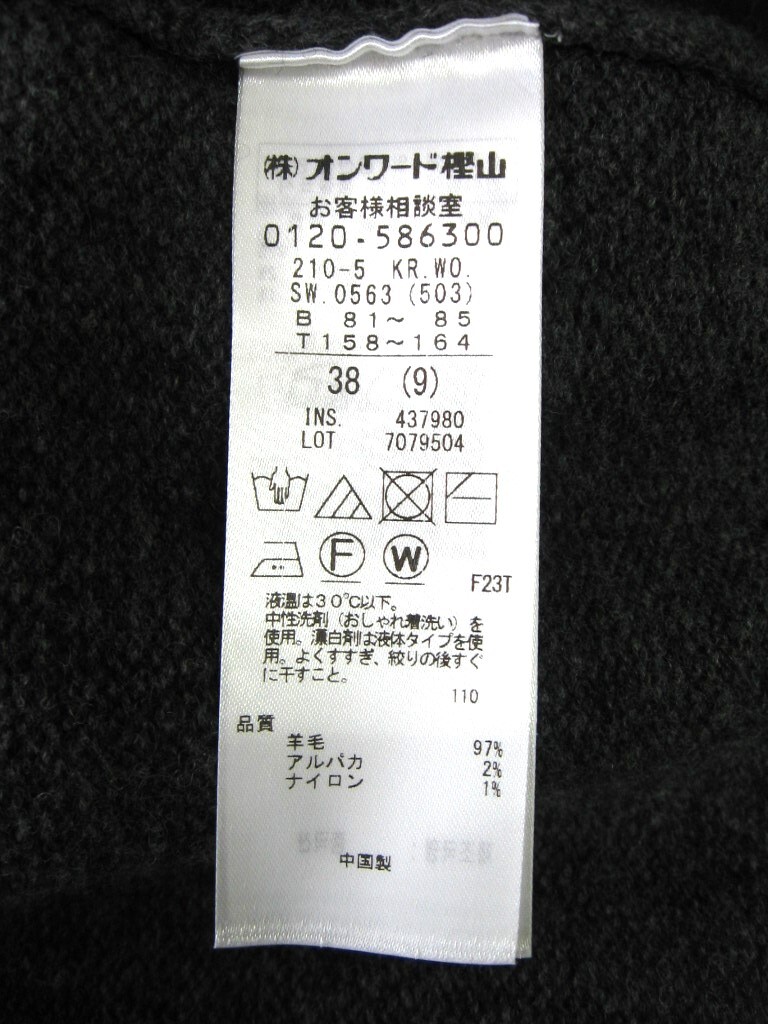 (株)オンワード樫山
お客様相談室
0120-586300
210-5 KR.WO.
SW.0563(503)
B 81～ 85
T158～164
38 (9)
INS. 437980
LOT 7079504
F
W
F23T
液温は30℃以下。
中性洗剤（おしゃれ着洗い）を
使用。漂白剤は液体タイプを使
用。よくすすぎ、絞りの後すぐ
に干すこと。
110
品質
羊毛 97%
アルパカ 2%
ナイロン 1%
中国製